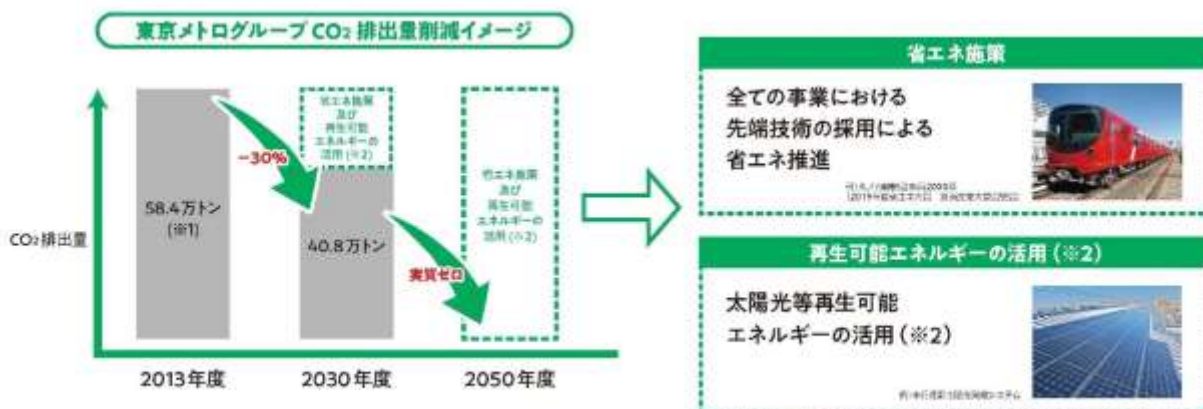 東京メトログループ CO₂ 排出量削減イメージ
CO₂排出量
58.4万トン
(※1)
−30%
省エネ施策
及び
再生可能
エネルギーの
活用(※2)
40.8万トン
実質ゼロ
省エネ施策
及び
再生可能
エネルギーの
活用(※2)
2013年度
2030年度
2050年度
省エネ施策
全ての事業における
先端技術の採用による
省エネ推進
再生可能エネルギーの活用(※2)
太陽光等再生可能
エネルギーの活用(※2)